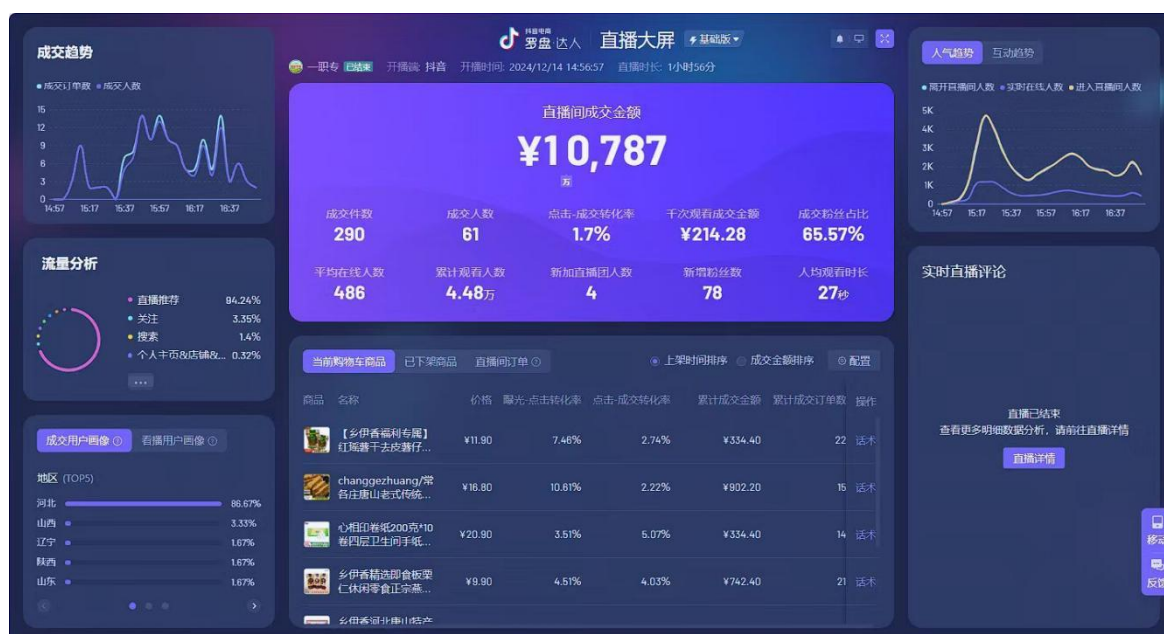 抖音电商
罗盘 达人
直播大屏
基础版
一职专 已结束 开播端 抖音 开播时间: 2024/12/14 14:56:57 直播时长: 1小时56分
成交趋势
成交订单数 成交人数
15
12
9
6
3
0
14:57 15:17 15:37 15:57 16:17 16:37
流量分析
直播推荐 84.24%
关注 3.35%
搜索 1.4%
个人主页&店铺&... 0.32%
...
成交用户画像 看播用户画像
地区 (TOP5)
河北 86.67%
山西 3.33%
辽宁 1.67%
陕西 1.67%
山东 1.67%
直播间成交金额
¥10,787
万
成交件数 成交人数 点击-成交转化率 千次观看成交金额 成交粉丝占比
290 61 1.7% ¥214.28 65.57%
平均在线人数 累计观看人数 新加直播团人数 新增粉丝数 人均观看时长
486 4.48万 4 78 27秒
当前购物车商品 已下架商品 直播间订单 上架时间排序 成交金额排序 配置
商品 名称 价格 曝光-点击转化率 点击-成交转化率 累计成交金额 累计成交订单数 操作
【乡伊香福利专属】
红瑶薯干去皮薯仔... ¥11.90 7.46% 2.74% ¥334.40 22 话术
changgezhuang/常
各庄唐山老式传统... ¥16.80 10.61% 2.22% ¥902.20 15 话术
心相印卷纸200克*10
卷四层卫生间手纸... ¥20.90 3.51% 5.07% ¥334.40 14 话术
乡伊香精选即食板栗
仁休闲零食正宗燕... ¥9.90 4.51% 4.03% ¥742.40 21 话术
乡伊香河北唐山特产
人气趋势 互动趋势
离开直播间人数 实时在线人数 进入直播间人数
5K
4K
3K
2K
1K
0
14:57 15:17 15:37 15:57 16:17 16:37
实时直播评论
直播已结束
查看更多明细数据分析，请前往直播详情
直播详情
移动
反馈